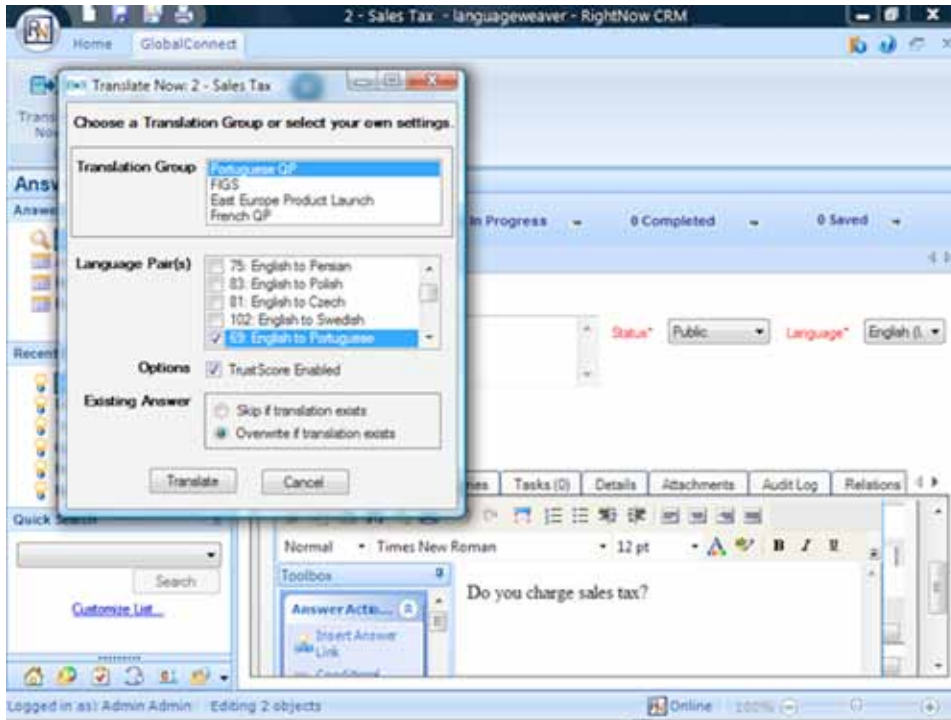 2 - Sales Tax - languageweaver - RightNow CRM
Home GlobalConnect
Translate Now: 2 - Sales Tax
Choose a Translation Group or select your own settings.
Translation Group
Portuguese QP
FIGS
East Europe Product Launch
French QP
In Progress 0 Completed 0 Saved
Language Pair(s)
75: English to Persian
83: English to Polish
81: English to Czech
102: English to Swedish
69: English to Portuguese
Status* Public Language* English (
Options TrustScore Enabled
Existing Answer
Skip if translation exists
Overwrite if translation exists
Translate Cancel
Tasks (0) Details Attachments Audit Log Relations
Quick Search
Normal Times New Roman 12 pt B I U
Toolbox
Search
Do you charge sales tax?
Customize List...
Answer Actio...
Insert Answer
Link
Conditional
Logged in as: Admin Admin Editing 2 objects Online 100%